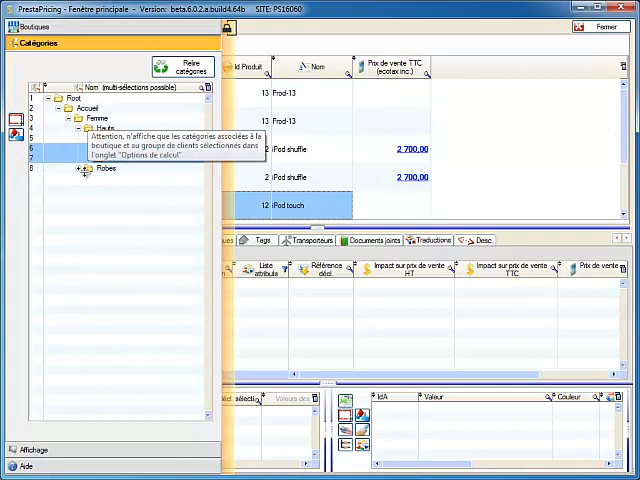 PrestaPricing - Fenêtre principale - Version: beta.6.0.2.a.build4.64b SITE: PS16060
Boutiques
Fermer
Catégories
Relire catégories
Id Produit
Nom
Prix de vente TTC (ecotax inc.)
Nom (multi-sélections possible)
1 Root
2 Accueil
3 Femme
4 Hauts
5
6
7
8 Robes
Attention, n'affiche que les catégories associées à la
boutique et au groupe de clients sélectionnés dans
l'onglet "Options de calcul"
13 Prod-13
13 Prod-13
2 iPod shuffle 2 700,00
2 iPod shuffle 2 700,00
12 iPod touch
ues
Tags
Transporteurs
Documents joints
Traductions
Desc.
Liste attributs
Référence décl.
Impact sur prix de vente HT
Impact sur prix de vente TTC
Prix de vente
décl. sélecti
Valeurs des
IdA
Valeur
Couleur
Affichage
Aide